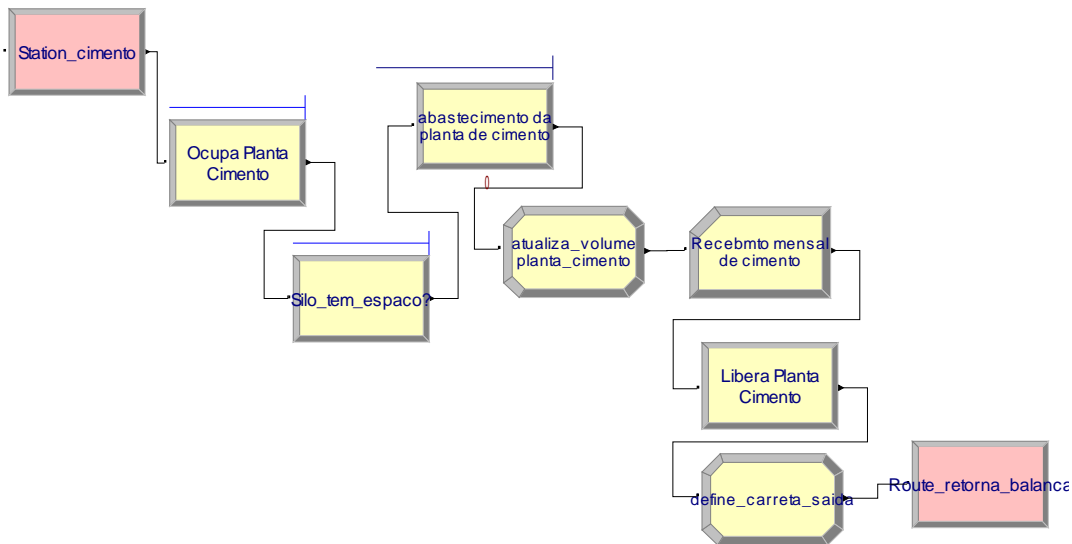 Station_cimento
Ocupa Planta
Cimento
Silo_tem_espaco?
abastecimento da
planta de cimento
atualiza_volume
planta_cimento
Recebmto mensal
de cimento
Libera Planta
Cimento
define_carreta_saida
Route_retorna_balanca